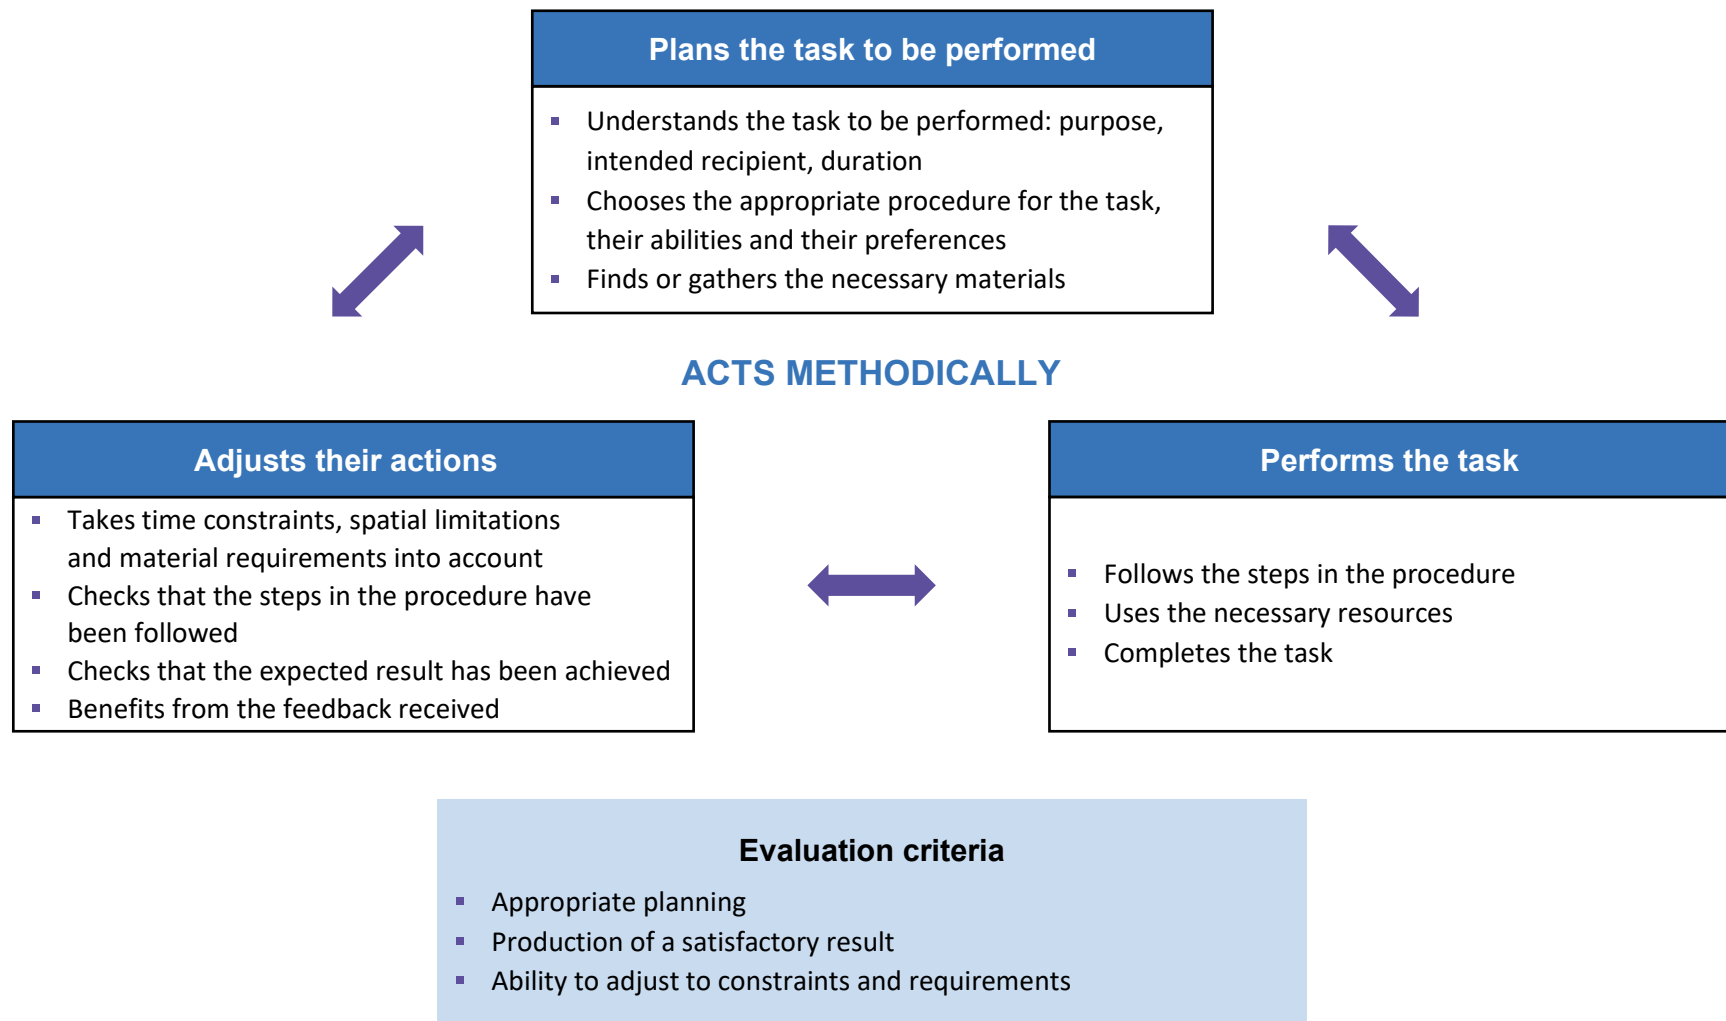 Plans the task to be performed
▪ Understands the task to be performed: purpose,
intended recipient, duration
▪ Chooses the appropriate procedure for the task,
their abilities and their preferences
▪ Finds or gathers the necessary materials
ACTS METHODICALLY
Adjusts their actions
▪ Takes time constraints, spatial limitations
and material requirements into account
▪ Checks that the steps in the procedure have
been followed
▪ Checks that the expected result has been achieved
▪ Benefits from the feedback received
Performs the task
▪ Follows the steps in the procedure
▪ Uses the necessary resources
▪ Completes the task
Evaluation criteria
▪ Appropriate planning
▪ Production of a satisfactory result
▪ Ability to adjust to constraints and requirements